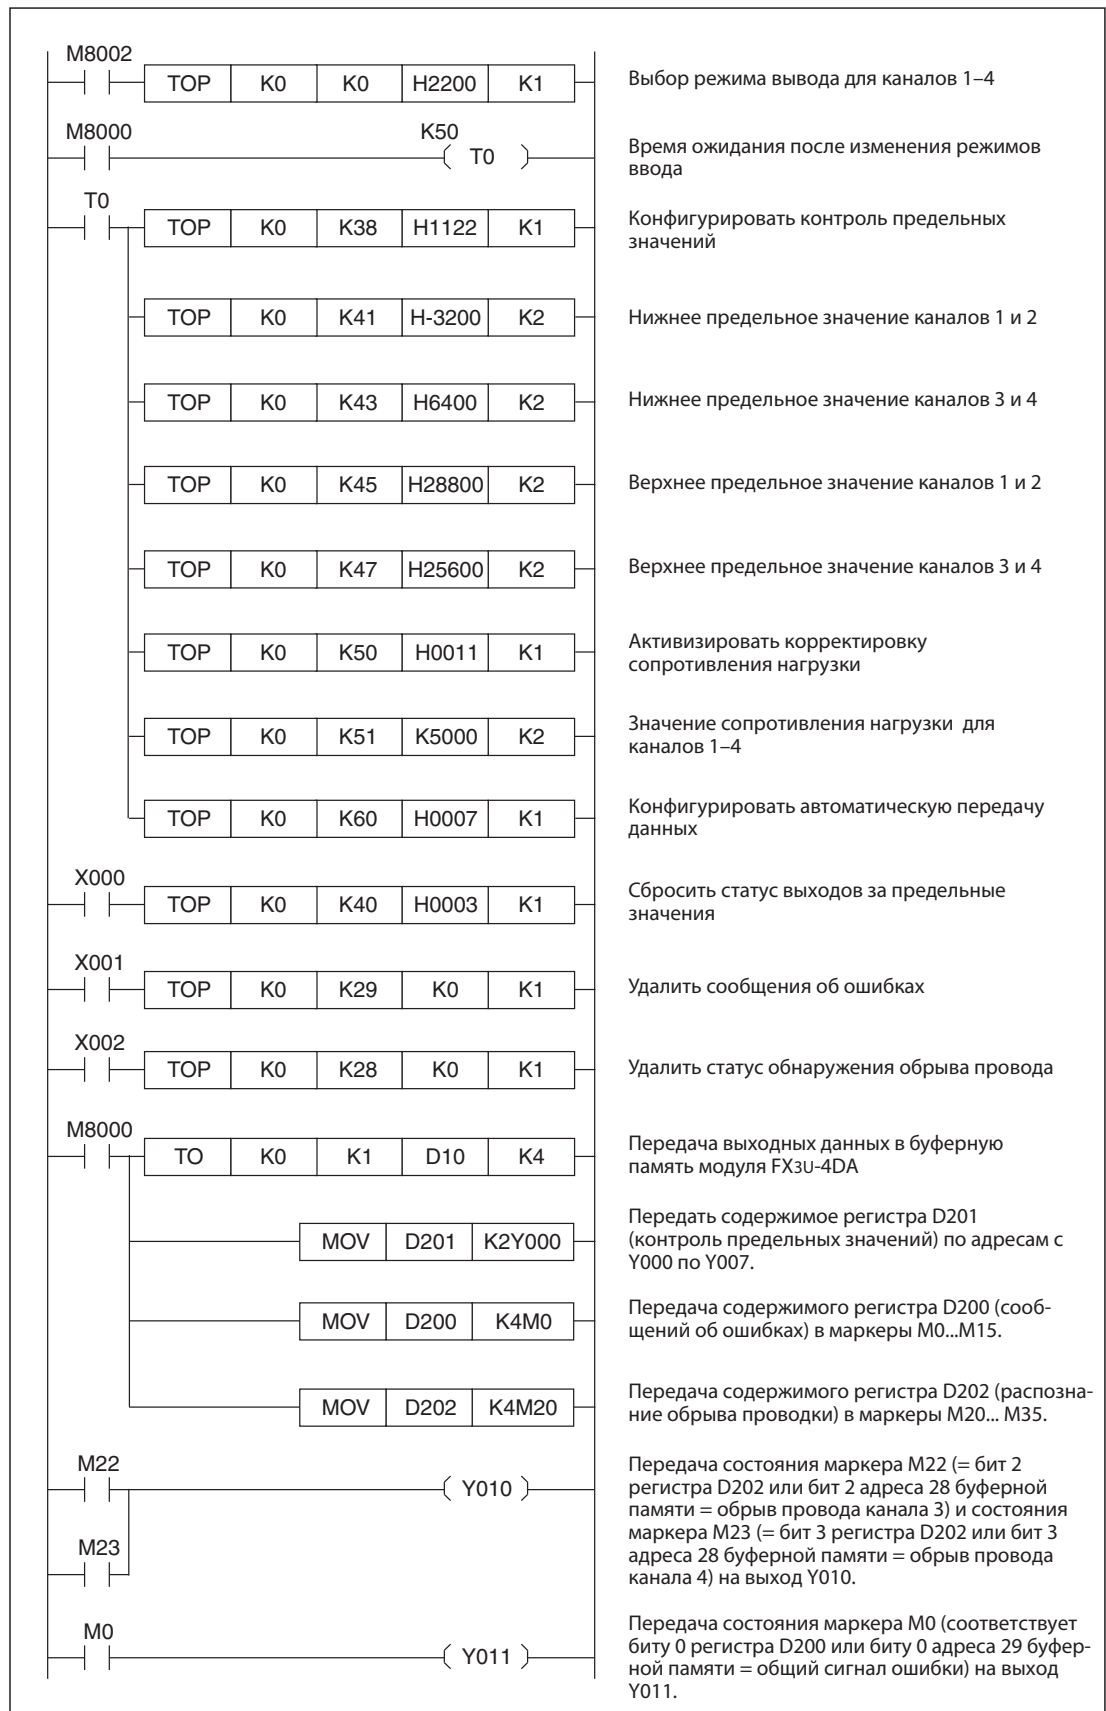 M8002
TOP K0 K0 H2200 K1
Выбор режима вывода для каналов 1–4
M8000
K50
T0
Время ожидания после изменения режимов
ввода
T0
TOP K0 K38 H1122 K1
Конфигурировать контроль предельных
значений
TOP K0 K41 H-3200 K2
Нижнее предельное значение каналов 1 и 2
TOP K0 K43 H6400 K2
Нижнее предельное значение каналов 3 и 4
TOP K0 K45 H28800 K2
Верхнее предельное значение каналов 1 и 2
TOP K0 K47 H25600 K2
Верхнее предельное значение каналов 3 и 4
TOP K0 K50 H0011 K1
Активизировать корректировку
сопротивления нагрузки
TOP K0 K51 K5000 K2
Значение сопротивления нагрузки для
каналов 1–4
TOP K0 K60 H0007 K1
Конфигурировать автоматическую передачу
данных
X000
TOP K0 K40 H0003 K1
Сбросить статус выходов за предельные
значения
X001
TOP K0 K29 K0 K1
Удалить сообщения об ошибках
X002
TOP K0 K28 K0 K1
Удалить статус обнаружения обрыва провода
M8000
TO K0 K1 D10 K4
Передача выходных данных в буферную
память модуля FX3U-4DA
MOV D201 K2Y000
Передать содержимое регистра D201
(контроль предельных значений) по адресам с
Y000 по Y007.
MOV D200 K4M0
Передача содержимого регистра D200 (сооб-
щений об ошибках) в маркеры M0...M15.
MOV D202 K4M20
Передача содержимого регистра D202 (распозна-
ние обрыва проводки) в маркеры M20... M35.
M22
Y010
M23
Передача состояния маркера M22 (= бит 2
регистра D202 или бит 2 адреса 28 буферной
памяти = обрыв провода канала 3) и состояния
маркера M23 (= бит 3 регистра D202 или бит 3
адреса 28 буферной памяти = обрыв провода
канала 4) на выход Y010.
M0
Y011
Передача состояния маркера M0 (соответствует
биту 0 регистра D200 или биту 0 адреса 29 буфер-
ной памяти = общий сигнал ошибки) на выход
Y011.